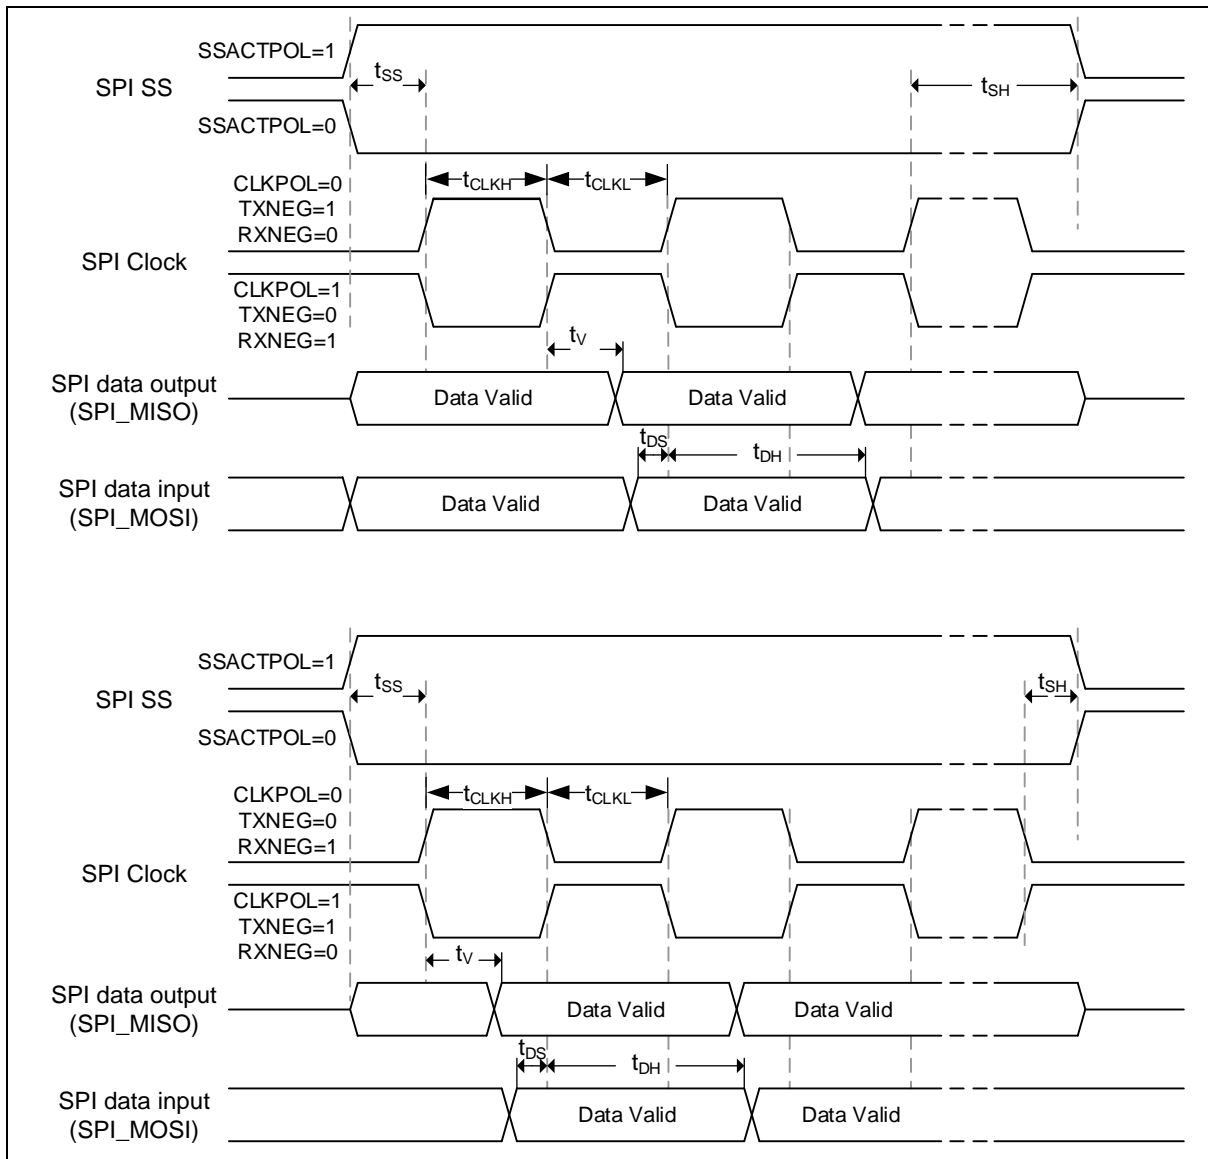 SSACTPOL=1
SPI SS
tSS
tSH
SSACTPOL=0
CLKPOL=0
TXNEG=1
RXNEG=0
tCLKH
tCLKL
SPI Clock
CLKPOL=1
TXNEG=0
RXNEG=1
tV
SPI data output
(SPI_MISO)
Data Valid
Data Valid
tDS
tDH
SPI data input
(SPI_MOSI)
Data Valid
Data Valid
SSACTPOL=1
SPI SS
tSS
tSH
SSACTPOL=0
CLKPOL=0
TXNEG=0
RXNEG=1
tCLKH
tCLKL
SPI Clock
CLKPOL=1
TXNEG=1
RXNEG=0
tV
SPI data output
(SPI_MISO)
Data Valid
Data Valid
tDS
tDH
SPI data input
(SPI_MOSI)
Data Valid
Data Valid